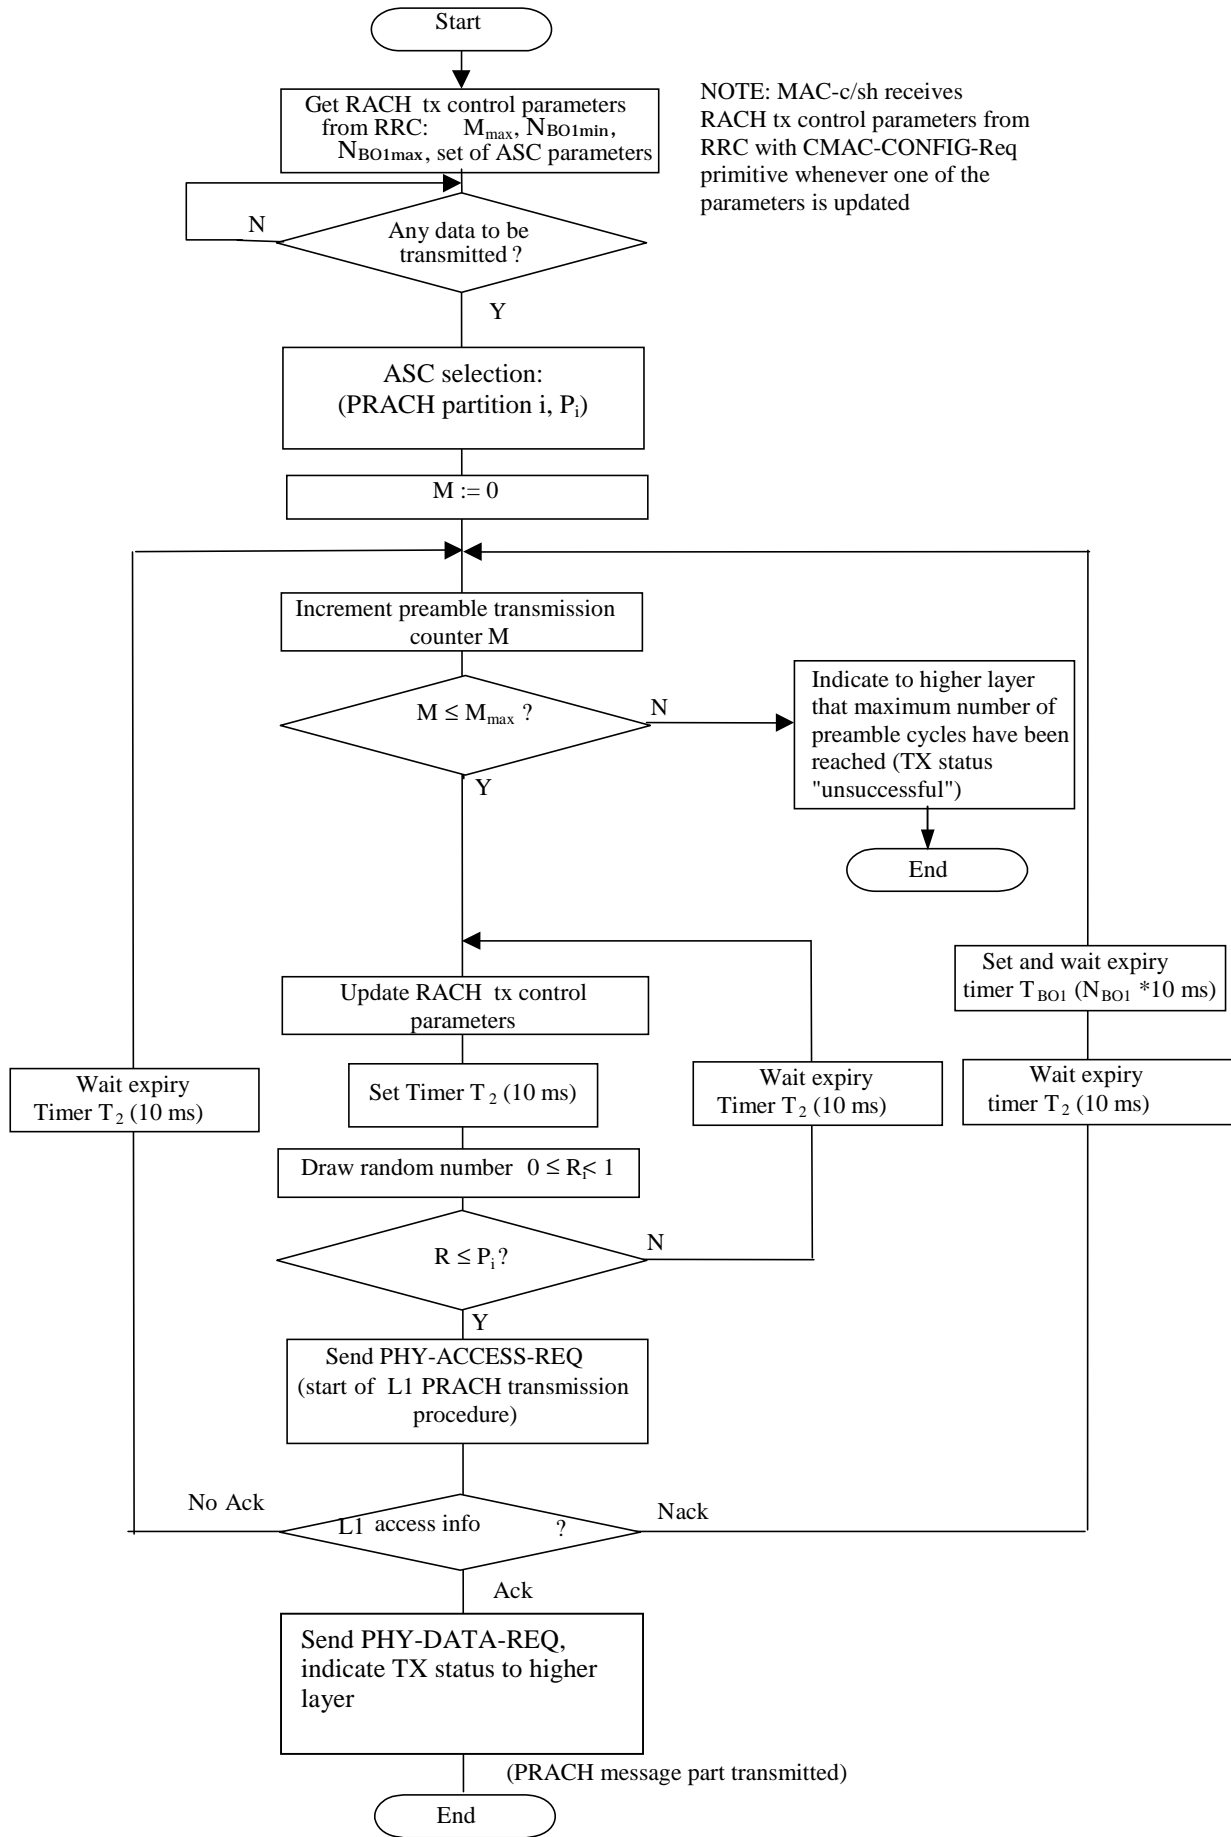 Start
Get RACH tx control parameters
from RRC: Mmax, NBO1min,
NBO1max, set of ASC parameters
NOTE: MAC-c/sh receives
RACH tx control parameters from
RRC with CMAC-CONFIG-Req
primitive whenever one of the
parameters is updated
N
Any data to be
transmitted ?
Y
ASC selection:
(PRACH partition i, Pi)
M := 0
Increment preamble transmission
counter M
M ≤ Mmax ?
N
Y
Indicate to higher layer
that maximum number of
preamble cycles have been
reached (TX status
"unsuccessful")
End
Update RACH tx control
parameters
Set and wait expiry
timer TBO1 (NBO1 *10 ms)
Wait expiry
Timer T2 (10 ms)
Set Timer T2 (10 ms)
Wait expiry
Timer T2 (10 ms)
Wait expiry
timer T2 (10 ms)
Draw random number 0 ≤ Ri< 1
R ≤ Pi?
N
Y
Send PHY-ACCESS-REQ
(start of L1 PRACH transmission
procedure)
No Ack
L1 access info ?
Nack
Ack
Send PHY-DATA-REQ,
indicate TX status to higher
layer
(PRACH message part transmitted)
End